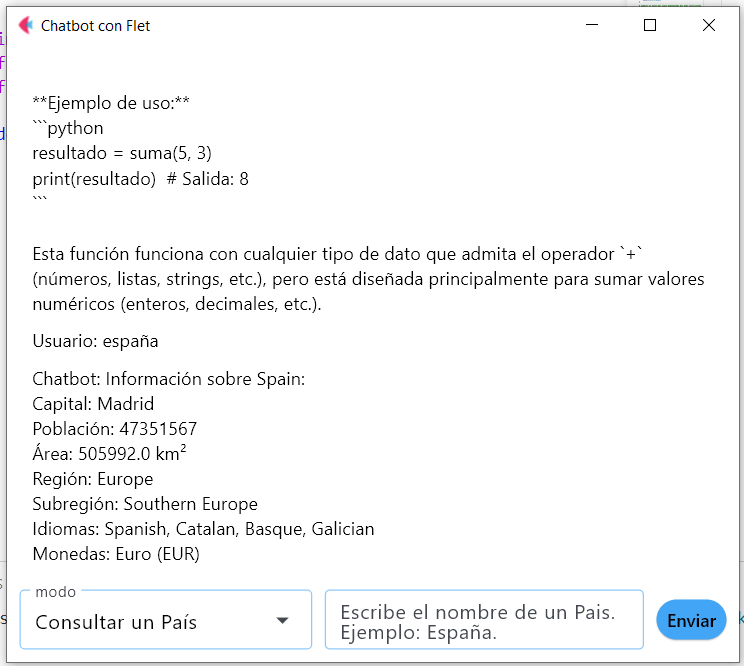 Chatbot con Flet
**Ejemplo de uso:**
```python
resultado = suma(5, 3)
print(resultado)  # Salida: 8
```
Esta función funciona con cualquier tipo de dato que admita el operador `+`
(números, listas, strings, etc.), pero está diseñada principalmente para sumar valores
numéricos (enteros, decimales, etc.).
Usuario: españa
Chatbot: Información sobre Spain:
Capital: Madrid
Población: 47351567
Área: 505992.0 km²
Región: Europe
Subregión: Southern Europe
Idiomas: Spanish, Catalan, Basque, Galician
Monedas: Euro (EUR)
modo
Consultar un País
Escribe el nombre de un Pais.
Ejemplo: España.
Enviar